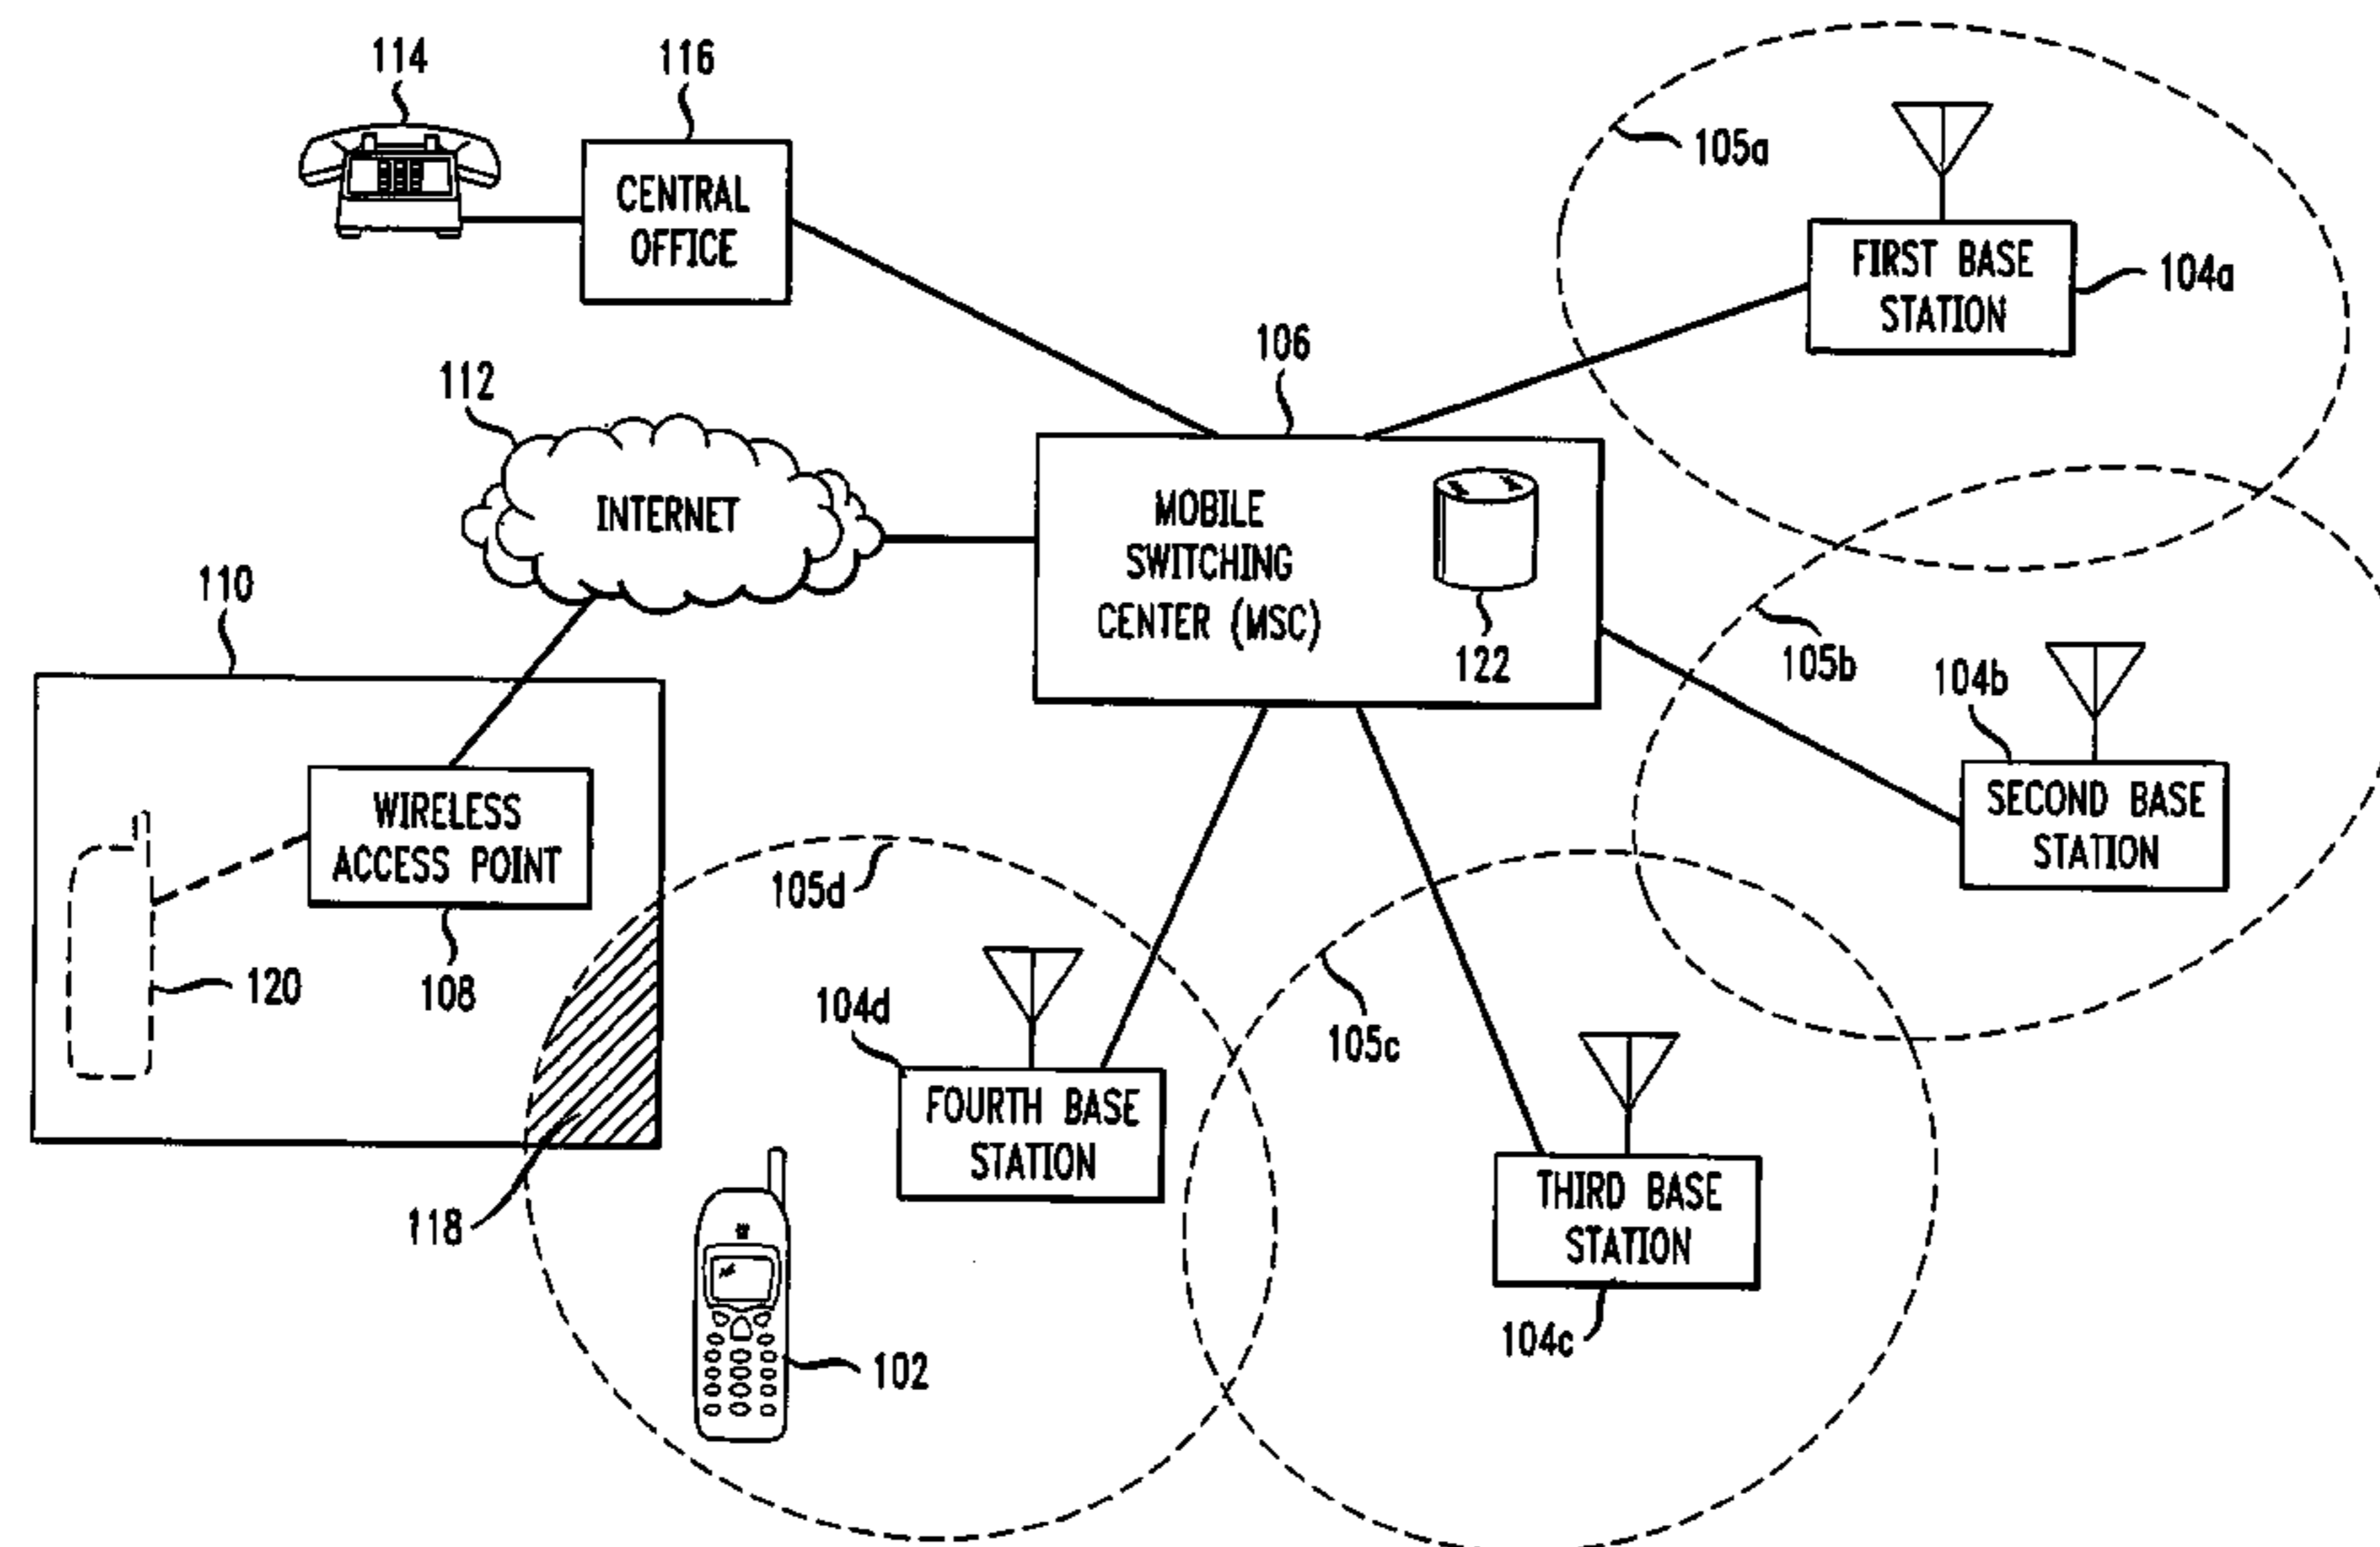 114
116
CENTRAL
OFFICE
105a
FIRST BASE
STATION
104a
106
112
INTERNET
MOBILE
SWITCHING
CENTER (MSC)
122
110
105b
104b
SECOND BASE
STATION
WIRELESS
ACCESS POINT
105d
120
108
104d
105c
FOURTH BASE
STATION
THIRD BASE
STATION
118
102
104c